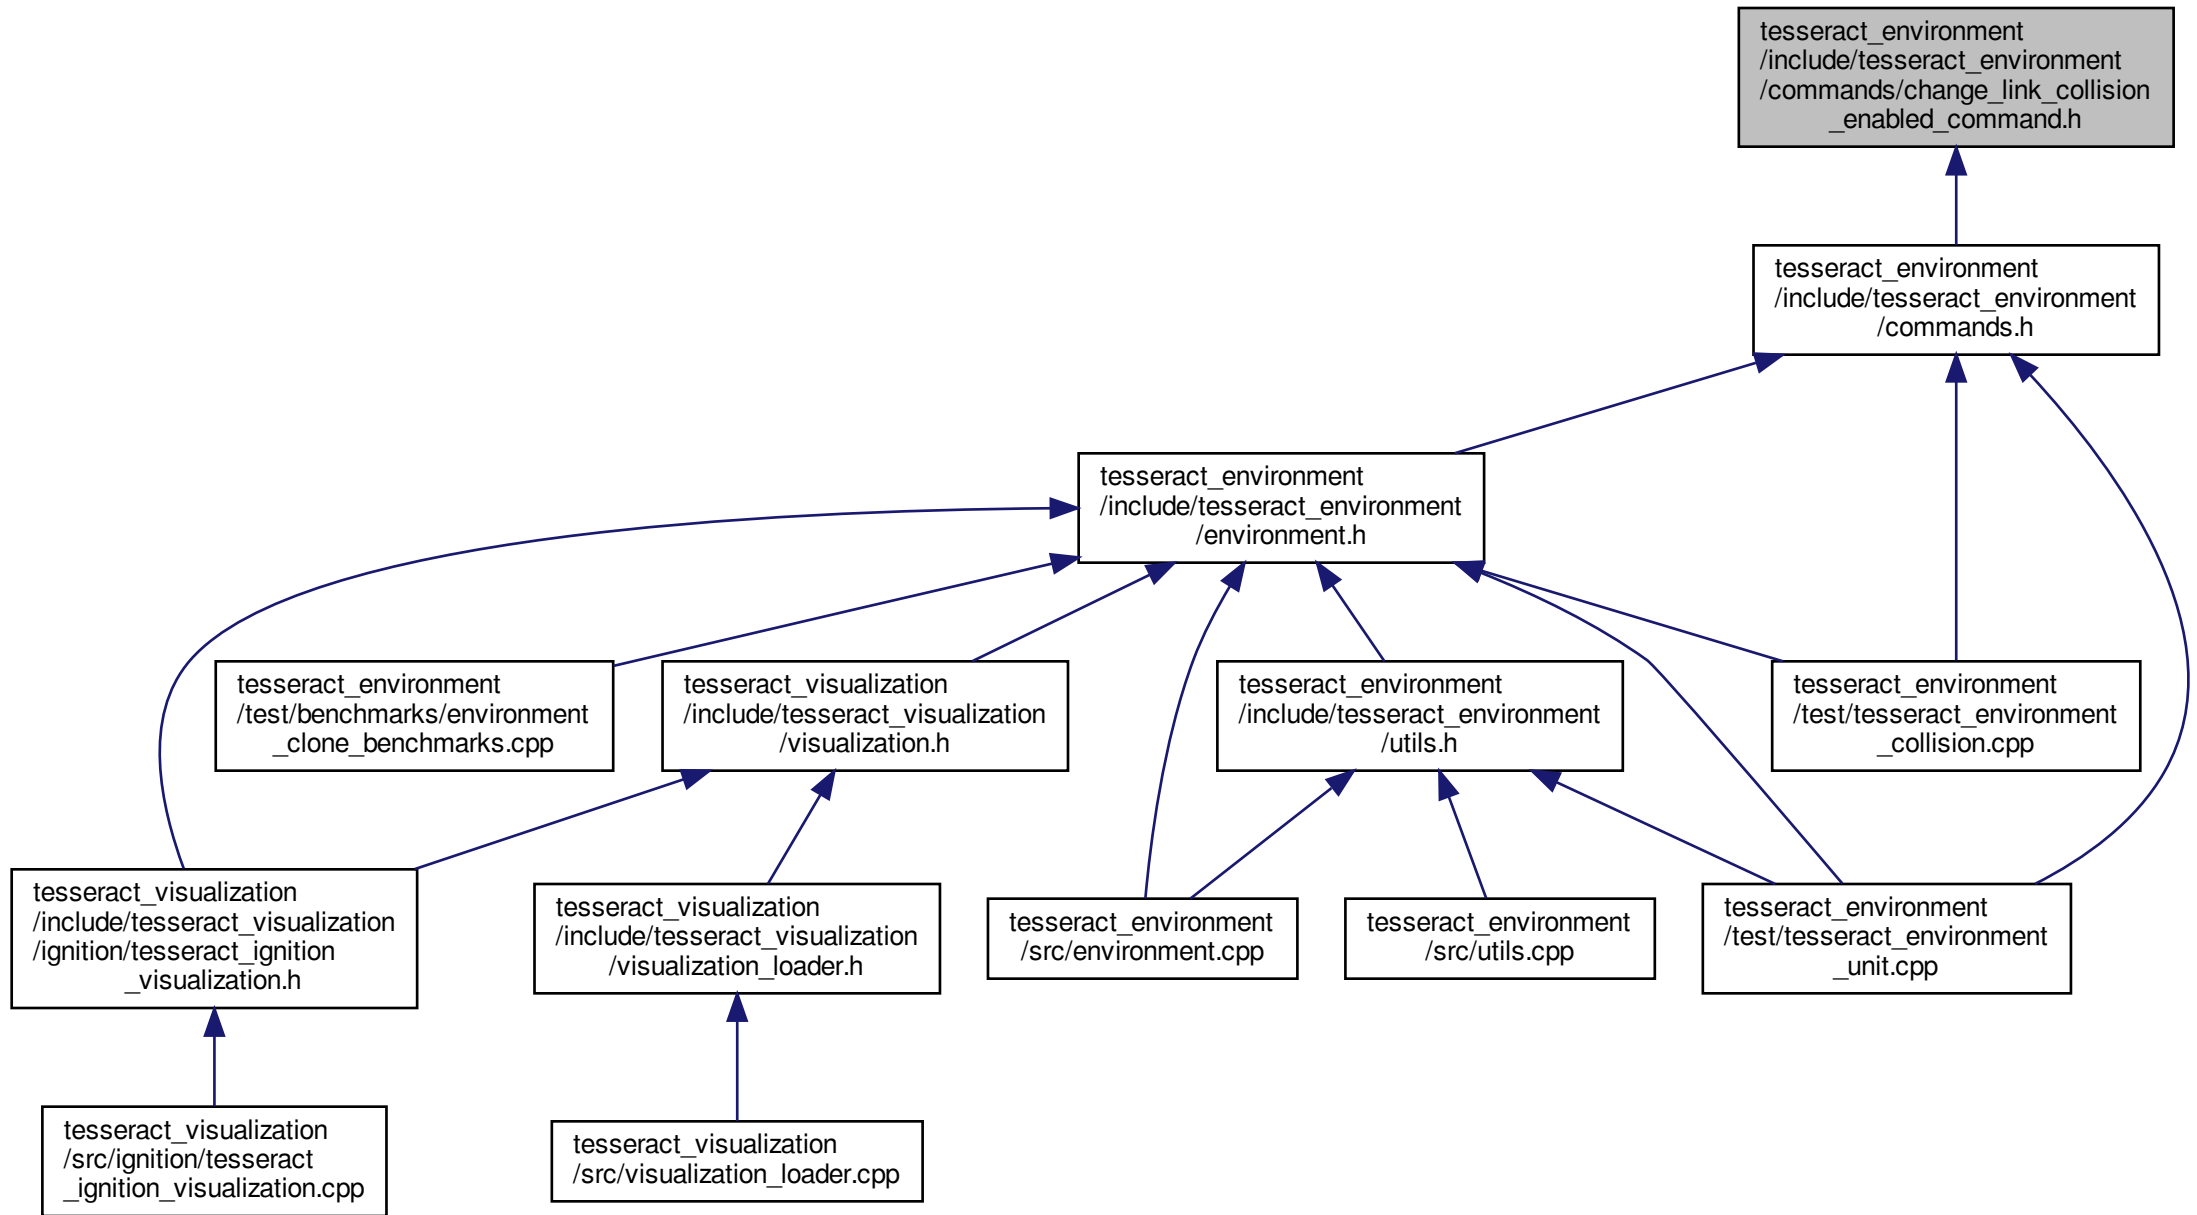 tesseract_environment
/include/tesseract_environment
/commands/change_link_collision
_enabled_command.h
tesseract_environment
/include/tesseract_environment
/commands.h
tesseract_environment
/include/tesseract_environment
/environment.h
tesseract_environment
/test/benchmarks/environment
_clone_benchmarks.cpp
tesseract_visualization
/include/tesseract_visualization
/visualization.h
tesseract_environment
/include/tesseract_environment
/utils.h
tesseract_environment
/test/tesseract_environment
_collision.cpp
tesseract_visualization
/include/tesseract_visualization
/ignition/tesseract_ignition
_visualization.h
tesseract_visualization
/include/tesseract_visualization
/visualization_loader.h
tesseract_environment
/src/environment.cpp
tesseract_environment
/src/utils.cpp
tesseract_environment
/test/tesseract_environment
_unit.cpp
tesseract_visualization
/src/ignition/tesseract
_ignition_visualization.cpp
tesseract_visualization
/src/visualization_loader.cpp